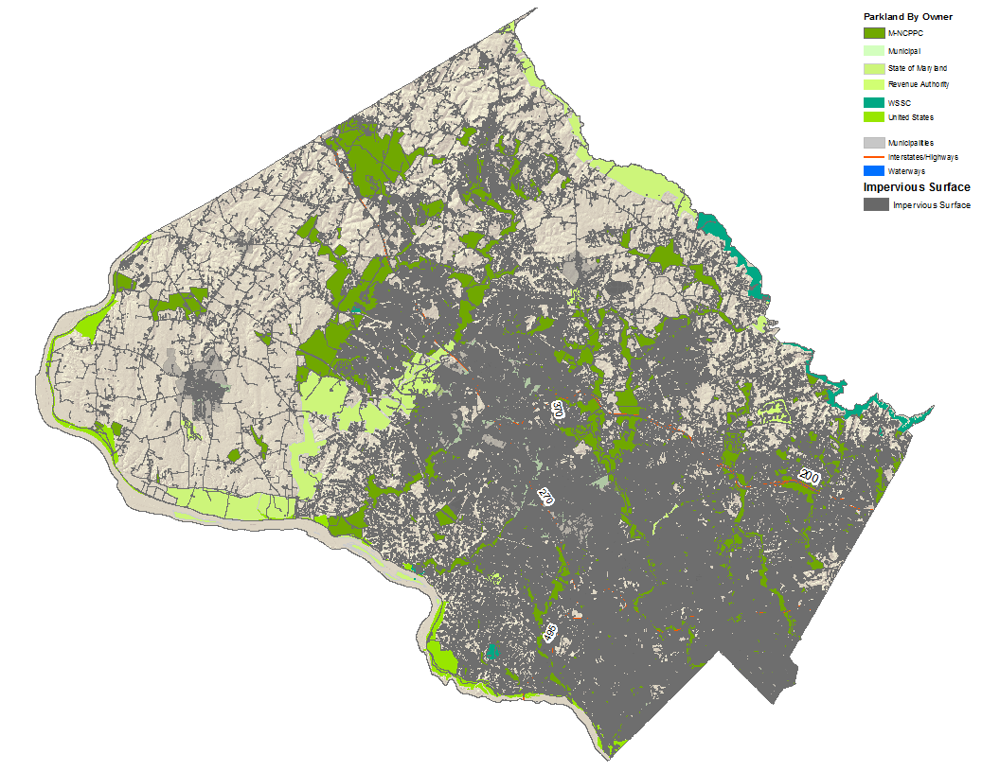 Parkland By Owner
M-NCPPC
Municipal
State of Maryland
Revenue Authority
WSSC
United States
Municipalities
Interstates/Highways
Waterways
Impervious Surface
Impervious Surface
370
200
270
495